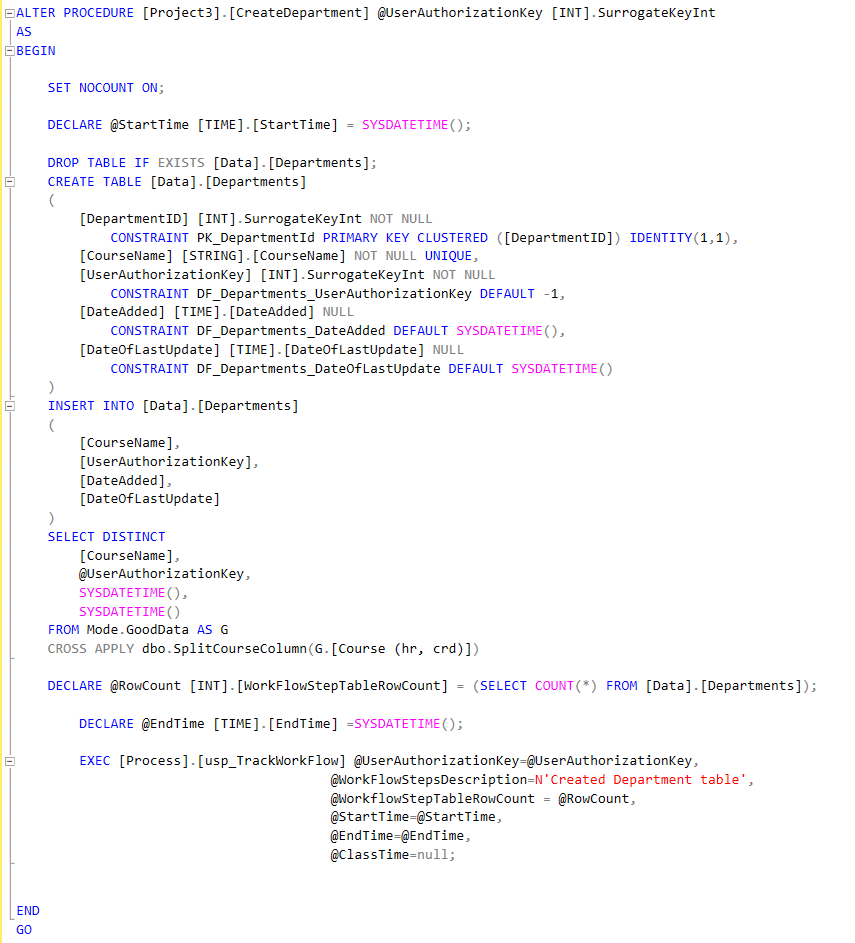 ALTER PROCEDURE [Project3].[CreateDepartment] @UserAuthorizationKey [INT].SurrogateKeyInt
AS
BEGIN
SET NOCOUNT ON;
DECLARE @StartTime [TIME].[StartTime] = SYSDATETIME();
DROP TABLE IF EXISTS [Data].[Departments];
CREATE TABLE [Data].[Departments]
(
[DepartmentID] [INT].SurrogateKeyInt NOT NULL
CONSTRAINT PK_DepartmentId PRIMARY KEY CLUSTERED ([DepartmentID]) IDENTITY(1,1),
[CourseName] [STRING].[CourseName] NOT NULL UNIQUE,
[UserAuthorizationKey] [INT].SurrogateKeyInt NOT NULL
CONSTRAINT DF_Departments_UserAuthorizationKey DEFAULT -1,
[DateAdded] [TIME].[DateAdded] NULL
CONSTRAINT DF_Departments_DateAdded DEFAULT SYSDATETIME(),
[DateOfLastUpdate] [TIME].[DateOfLastUpdate] NULL
CONSTRAINT DF_Departments_DateOfLastUpdate DEFAULT SYSDATETIME()
)
INSERT INTO [Data].[Departments]
(
[CourseName],
[UserAuthorizationKey],
[DateAdded],
[DateOfLastUpdate]
)
SELECT DISTINCT
[CourseName],
@UserAuthorizationKey,
SYSDATETIME(),
SYSDATETIME()
FROM Mode.GoodData AS G
CROSS APPLY dbo.SplitCourseColumn(G.[Course (hr, crd)])
DECLARE @RowCount [INT].[WorkFlowStepTableRowCount] = (SELECT COUNT(*) FROM [Data].[Departments]);
DECLARE @EndTime [TIME].[EndTime] =SYSDATETIME();
EXEC [Process].[usp_TrackWorkFlow] @UserAuthorizationKey=@UserAuthorizationKey,
@WorkFlowStepsDescription=N'Created Department table',
@WorkflowStepTableRowCount = @RowCount,
@StartTime=@StartTime,
@EndTime=@EndTime,
@ClassTime=null;
END
GO